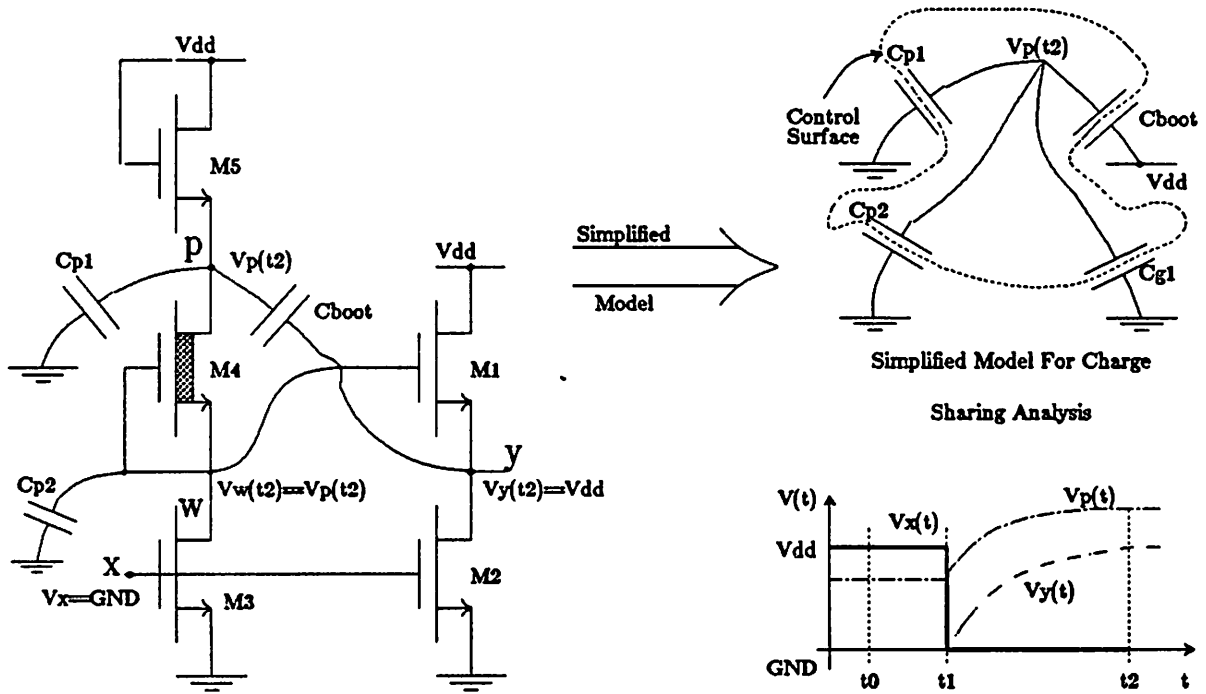 Vdd
M5
p
Cp1
Vp(t2)
Cboot
Vdd
M4
M1
y
Cp2
Vw(t2)=Vp(t2)
Vy(t2)=Vdd
w
x
Vx=GND
M3
M2
Simplified
Model
Cp1
Vp(t2)
Control
Surface
Cboot
Vdd
Cp2
Cg1
Simplified Model For Charge
Sharing Analysis
V(t)
Vx(t)
Vp(t)
Vdd
Vy(t)
GND
t0
t1
t2
t